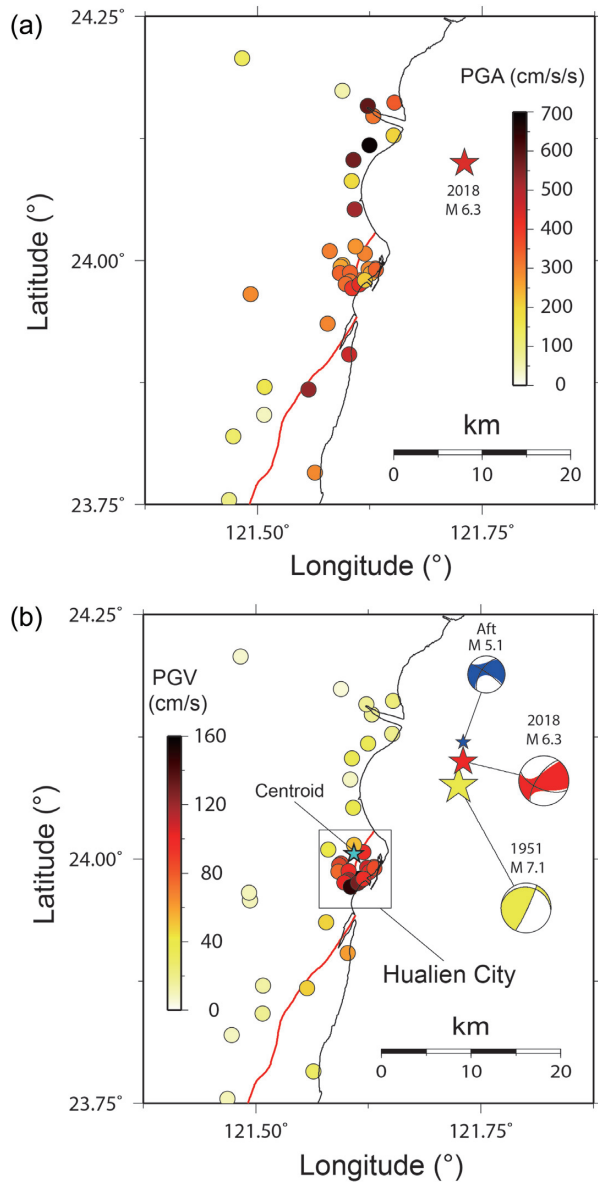 (a)
24.25°
24.00°
23.75°
Latitude (°)
PGA (cm/s/s)
700
600
500
400
300
200
100
0
2018
M 6.3
km
0 10 20
121.50° 121.75°
Longitude (°)
(b)
24.25°
24.00°
23.75°
Latitude (°)
PGV
(cm/s)
160
120
80
40
0
Aft
M 5.1
2018
M 6.3
Centroid
1951
M 7.1
Hualien City
km
0 10 20
121.50° 121.75°
Longitude (°)